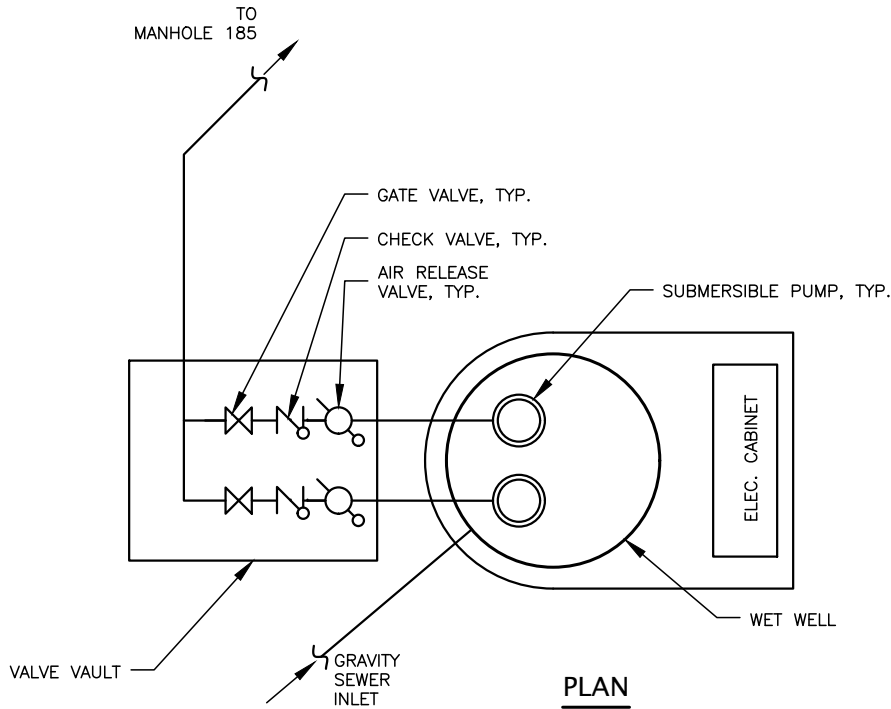 TO
MANHOLE 185
GATE VALVE, TYP.
CHECK VALVE, TYP.
AIR RELEASE
VALVE, TYP.
SUBMERSIBLE PUMP, TYP.
ELEC. CABINET
WET WELL
VALVE VAULT
GRAVITY
SEWER
INLET
PLAN